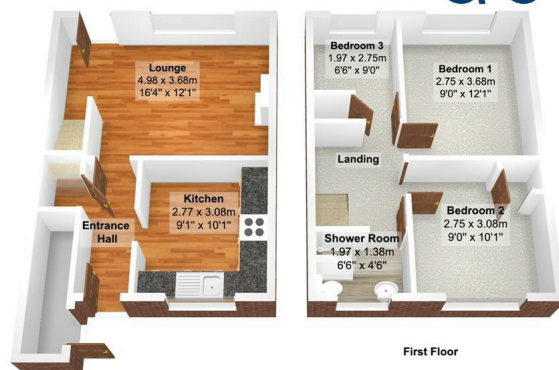 Lounge
4.98 x 3.68m
16'4" x 12'1"
Kitchen
2.77 x 3.08m
9'1" x 10'1"
Entrance
Hall
Bedroom 3
1.97 x 2.75m
6'6" x 9'0"
Bedroom 1
2.75 x 3.68m
9'0" x 12'1"
Landing
Bedroom 2
2.75 x 3.08m
9'0" x 10'1"
Shower Room
1.97 x 1.38m
6'6" x 4'6"
First Floor